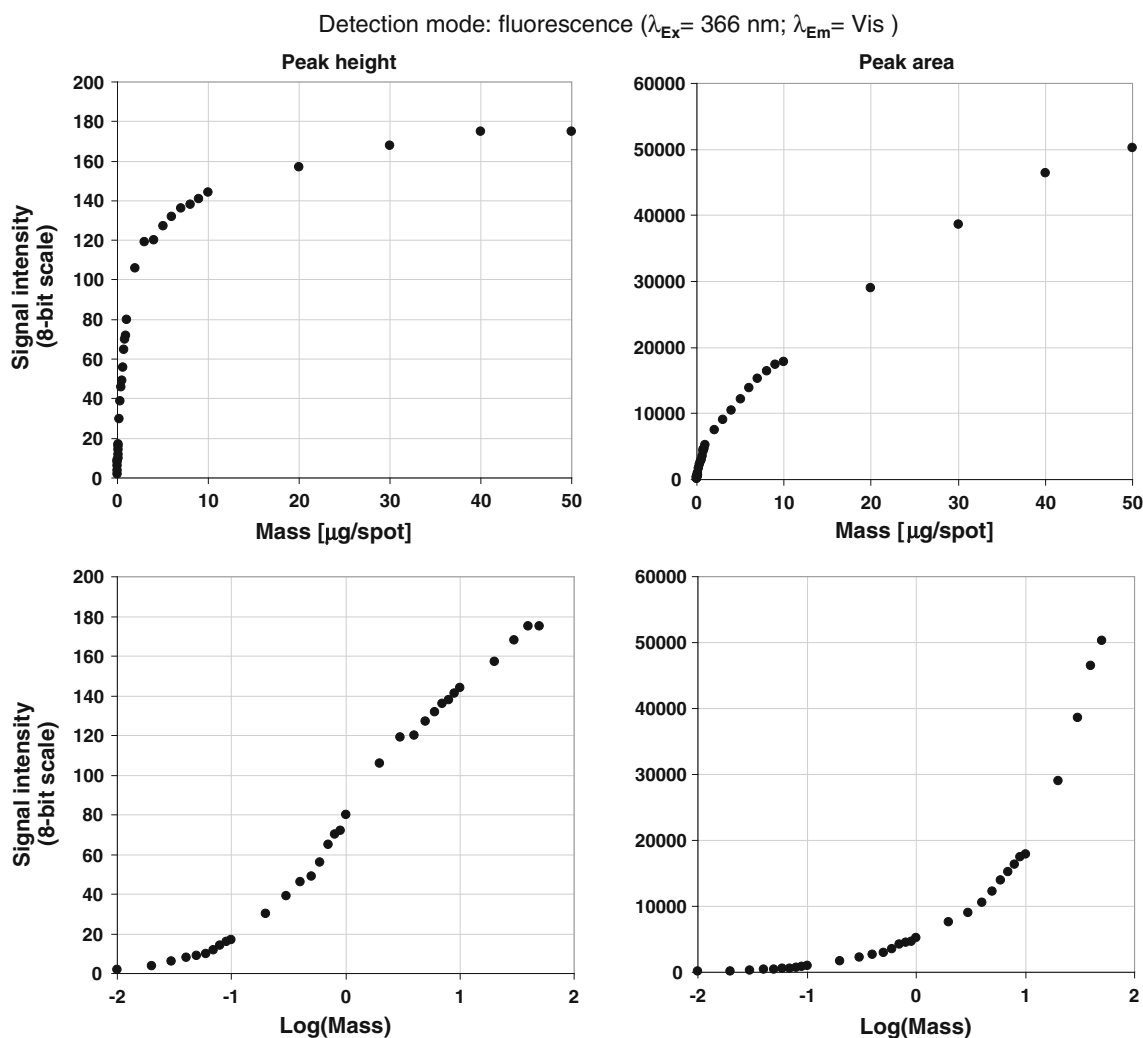 Detection mode: fluorescence (λEx= 366 nm; λEm= Vis )
Peak height
Peak area
Signal intensity
(8-bit scale)
200
180
160
140
120
100
80
60
40
20
0
0 10 20 30 40 50
Mass [μg/spot]
60000
50000
40000
30000
20000
10000
0
0 10 20 30 40 50
Mass [μg/spot]
Signal intensity
(8-bit scale)
200
180
160
140
120
100
80
60
40
20
0
-2 -1 0 1 2
Log(Mass)
60000
50000
40000
30000
20000
10000
0
-2 -1 0 1 2
Log(Mass)